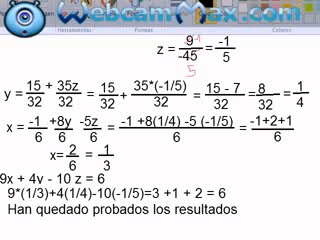 WebcamMax.com
Herramientas Formas Colores
z = 9/-45 = -1/5
5
y = 15/32 + 35z/32 = 15/32 + 35*(-1/5)/32 = 15 - 7/32 = 8/32 = 1/4
x = -1/6 +8y/6 -5z/6 = -1 +8(1/4) -5 (-1/5)/6 = -1+2+1/6
x= 2/6 = 1/3
9x + 4y - 10 z = 6
9*(1/3)+4(1/4)-10(-1/5)=3 +1 + 2 = 6
Han quedado probados los resultados